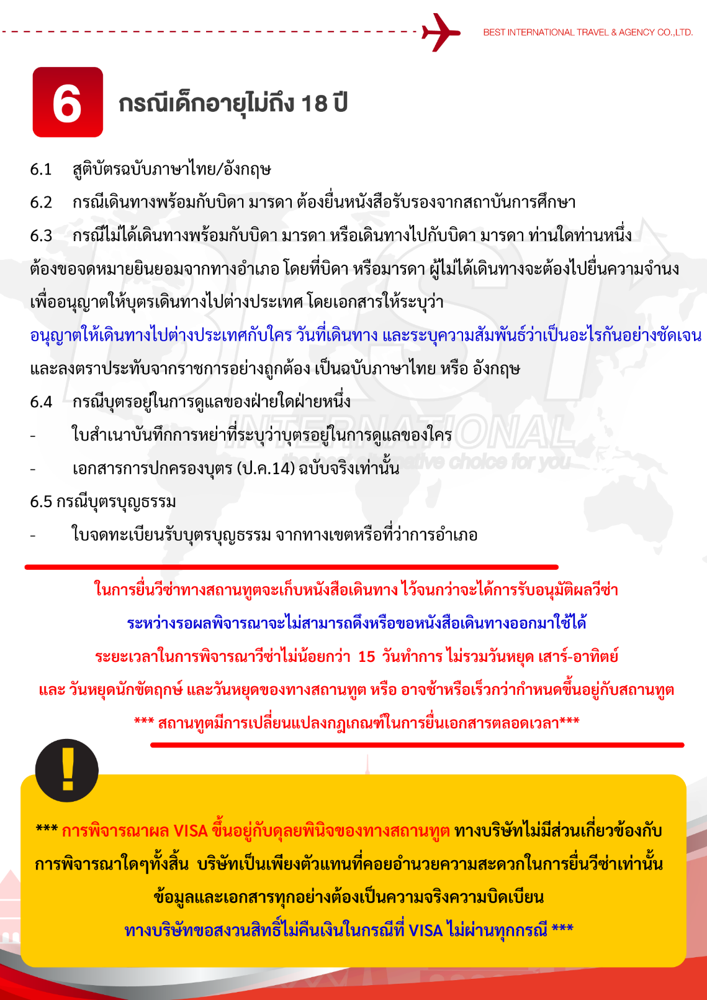 BEST INTERNATIONAL TRAVEL & AGENCY CO.,LTD.
6 กรณีเด็กอายุไม่ถึง 18 ปี
6.1 สูติบัตรฉบับภาษาไทย/อังกฤษ
6.2 กรณีเดินทางพร้อมกับบิดา มารดา ต้องยื่นหนังสือรับรองจากสถาบันการศึกษา
6.3 กรณีไม่ได้เดินทางพร้อมกับบิดา มารดา หรือเดินทางไปกับบิดา มารดา ท่านใดท่านหนึ่ง
ต้องขอจดหมายยินยอมจากทางอำเภอ โดยที่บิดา หรือมารดา ผู้ไม่ได้เดินทางจะต้องไปยื่นความจำนง
เพื่ออนุญาตให้บุตรเดินทางไปต่างประเทศ โดยเอกสารให้ระบุว่า
อนุญาตให้เดินทางไปต่างประเทศกับใคร วันที่เดินทาง และระบุความสัมพันธ์ว่าเป็นอะไรกันอย่างชัดเจน
และลงตราประทับจากราชการอย่างถูกต้อง เป็นฉบับภาษาไทย หรือ อังกฤษ
6.4 กรณีบุตรอยู่ในการดูแลของฝ่ายใดฝ่ายหนึ่ง
- ใบสำเนาบันทึกการหย่าที่ระบุว่าบุตรอยู่ในการดูแลของใคร
- เอกสารการปกครองบุตร (ป.ค.14) ฉบับจริงเท่านั้น
6.5 กรณีบุตรบุญธรรม
- ใบจดทะเบียนรับบุตรบุญธรรม จากทางเขตหรือที่ว่าการอำเภอ
BEST
INTERNATIONAL
the best alternative choice for you
ในการยื่นวีซ่าทางสถานทูตจะเก็บหนังสือเดินทาง ไว้จนกว่าจะได้การรับอนุมัติผลวีซ่า
ระหว่างรอผลพิจารณาจะไม่สามารถดึงหรือขอหนังสือเดินทางออกมาใช้ได้
ระยะเวลาในการพิจารณาวีซ่าไม่น้อยกว่า 15 วันทำการ ไม่รวมวันหยุด เสาร์-อาทิตย์
และ วันหยุดนักขัตฤกษ์ และวันหยุดของทางสถานทูต หรือ อาจช้าหรือเร็วกว่ากำหนดขึ้นอยู่กับสถานทูต
*** สถานทูตมีการเปลี่ยนแปลงกฎเกณฑ์ในการยื่นเอกสารตลอดเวลา***
!
*** การพิจารณาผล VISA ขึ้นอยู่กับดุลยพินิจของทางสถานทูต ทางบริษัทไม่มีส่วนเกี่ยวข้องกับ
การพิจารณาใดๆทั้งสิ้น บริษัทเป็นเพียงตัวแทนที่คอยอำนวยความสะดวกในการยื่นวีซ่าเท่านั้น
ข้อมูลและเอกสารทุกอย่างต้องเป็นความจริงความบิดเบียน
ทางบริษัทขอสงวนสิทธิ์ไม่คืนเงินในกรณีที่ VISA ไม่ผ่านทุกกรณี ***